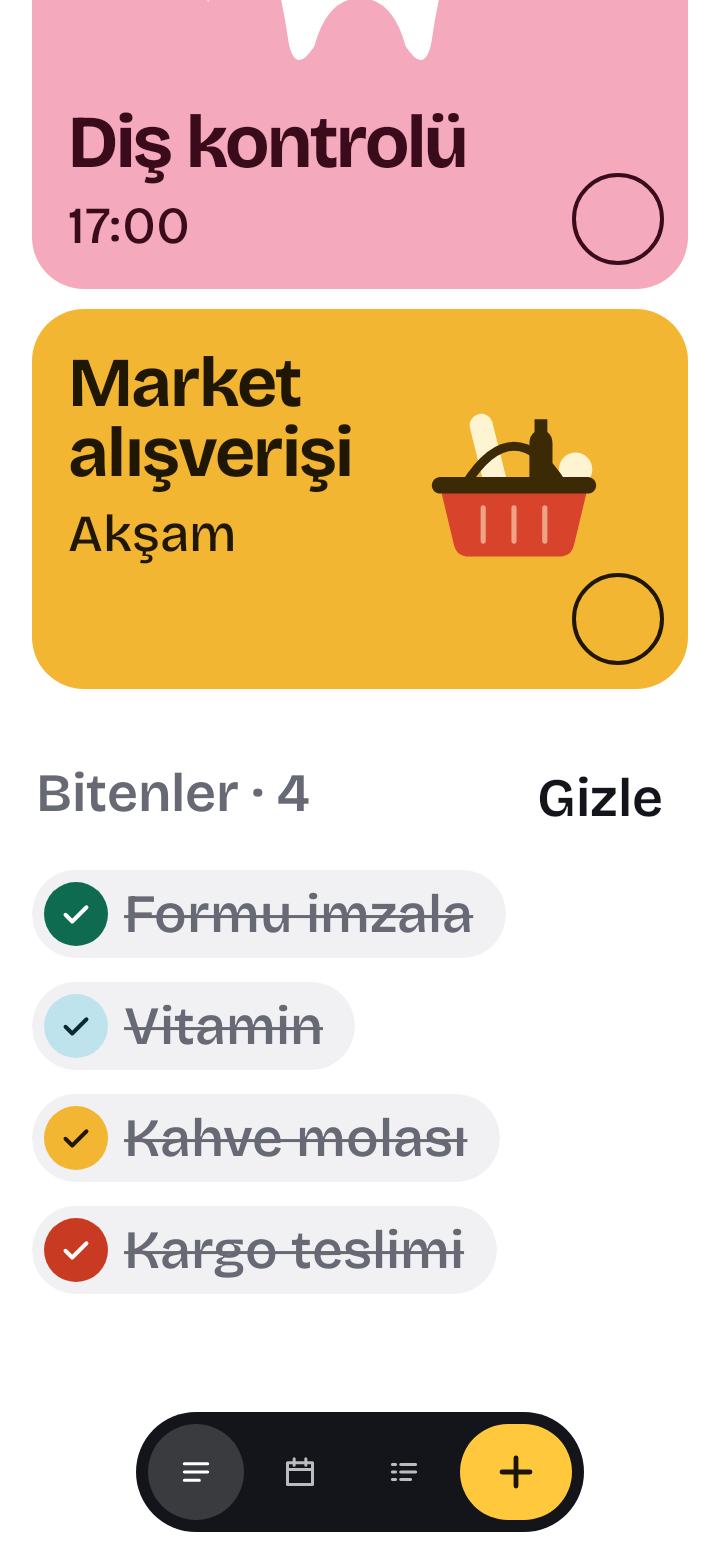 Diş kontrolü
17:00
Market
alışverişi
Akşam
Bitenler · 4
Gizle
Formu imzala
Vitamin
Kahve molası
Kargo teslimi